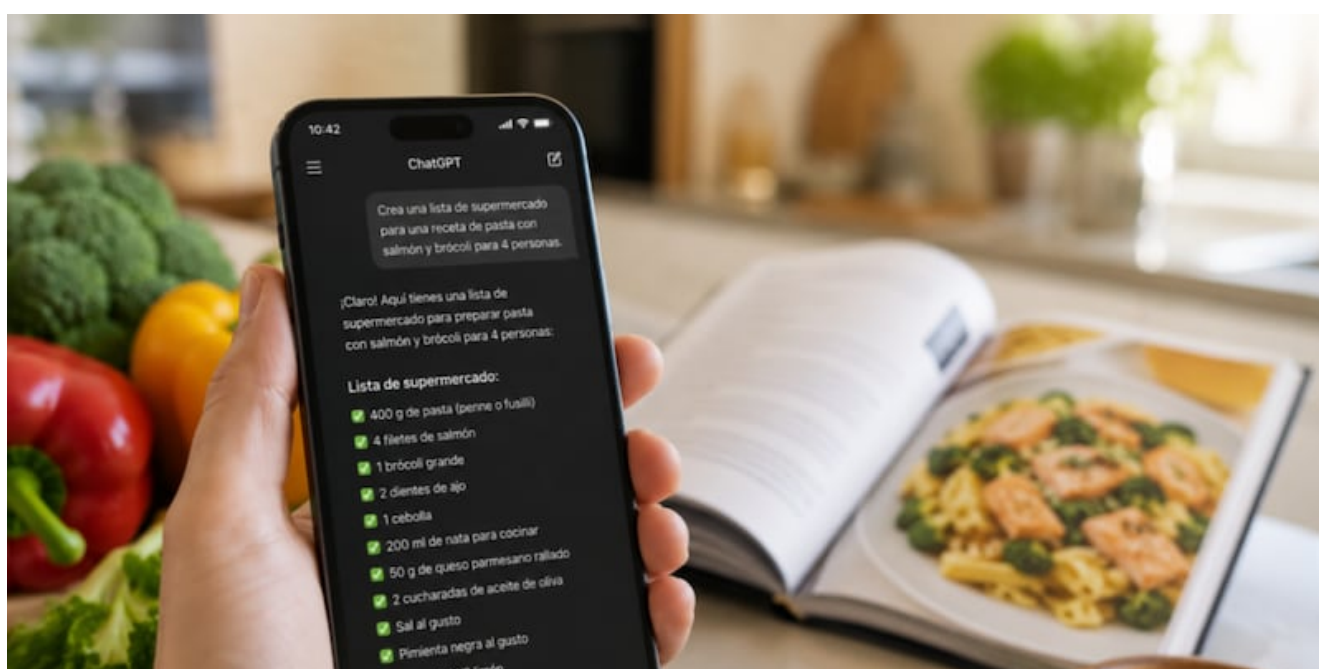 10:42
ChatGPT
Crea una lista de supermercado
para una receta de pasta con
salmón y brócoli para 4 personas.
¡Claro! Aquí tienes una lista de
supermercado para preparar pasta
con salmón y brócoli para 4 personas:
Lista de supermercado:
✅ 400 g de pasta (penne o fusilli)
✅ 4 filetes de salmón
✅ 1 brócoli grande
✅ 2 dientes de ajo
✅ 1 cebolla
✅ 200 ml de nata para cocinar
✅ 50 g de queso parmesano rallado
✅ 2 cucharadas de aceite de oliva
✅ Sal al gusto
✅ Pimienta negra al gusto